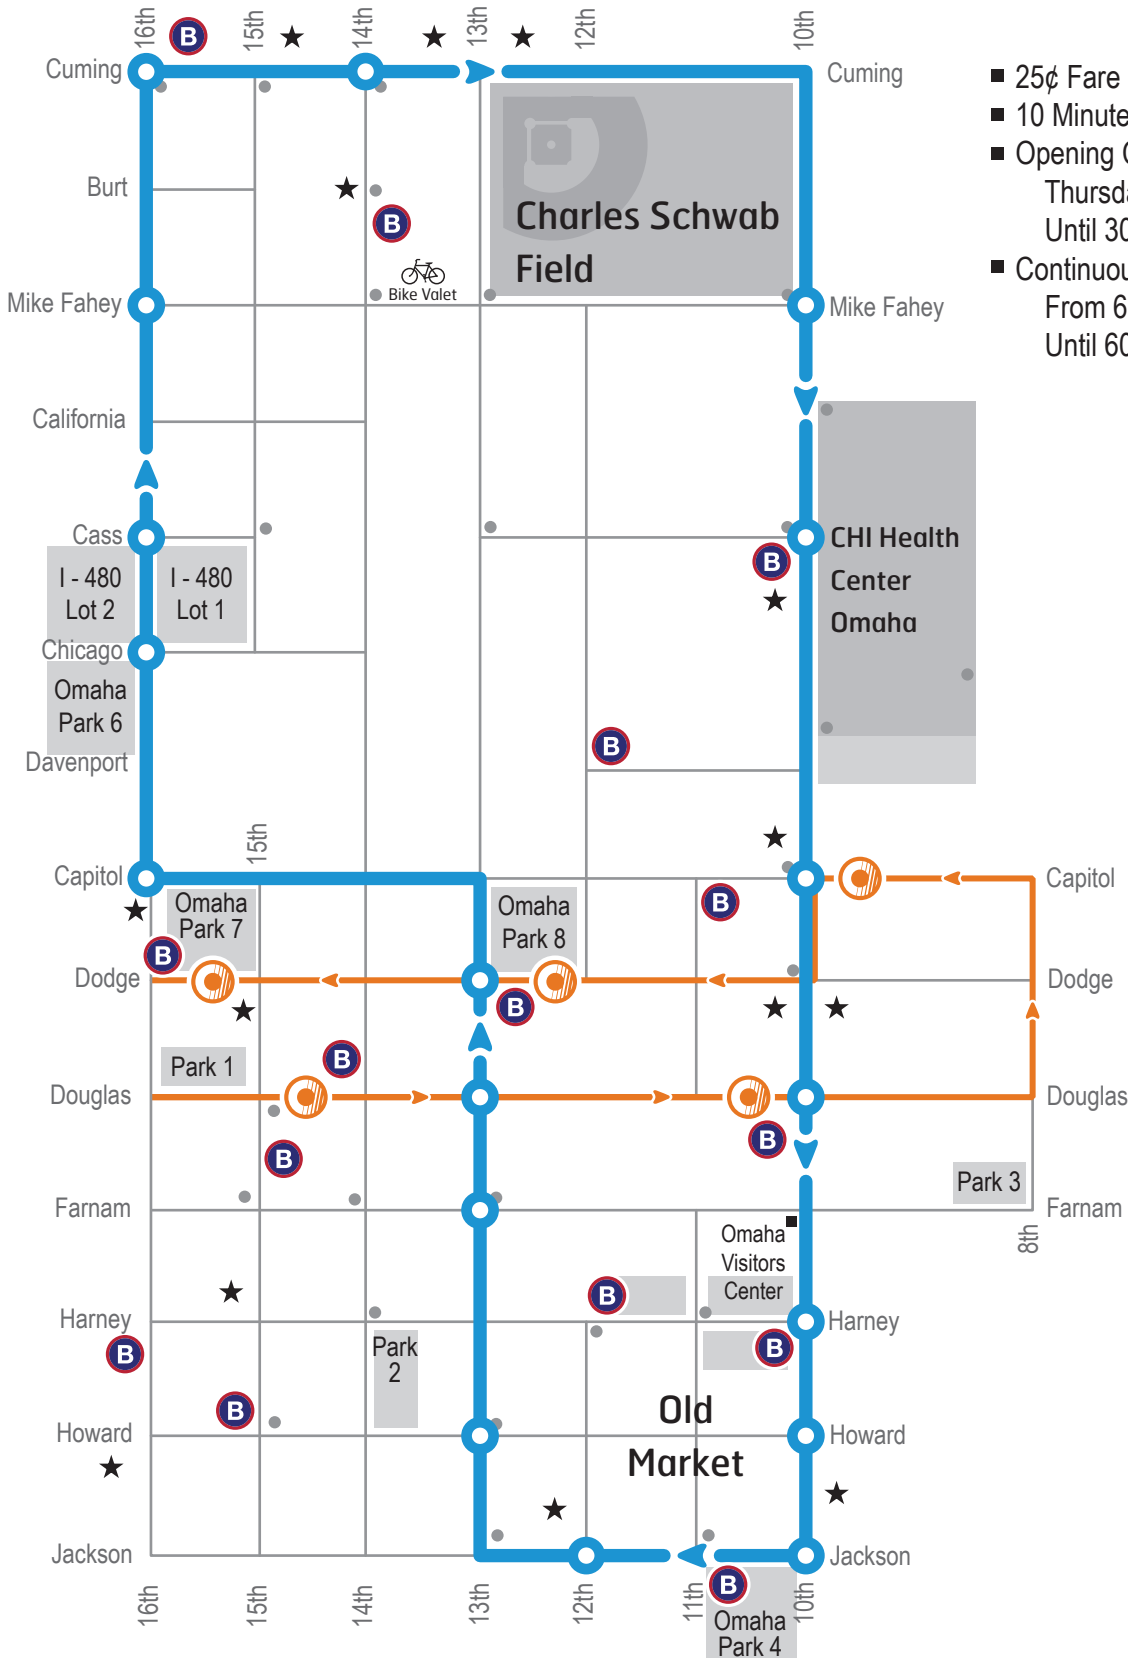 16th
15th
14th
13th
12th
10th
B
Cuming
Cuming
25¢ Fare
10 Minute
Opening
Thursda
Until 30
Continuou
From 6
Until 60
Burt
B
Charles Schwab
Field
Bike Valet
Mike Fahey
Mike Fahey
California
Cass
B
CHI Health
Center
Omaha
I - 480
Lot 2
I - 480
Lot 1
Chicago
Omaha
Park 6
B
Davenport
15th
Capitol
Capitol
Omaha
Park 7
Omaha
Park 8
B
B
Dodge
Dodge
B
B
Park 1
Douglas
Douglas
B
B
Park 3
Farnam
Farnam
8th
Omaha
Visitors
Center
B
Harney
Harney
B
B
Park
2
B
Old
Market
Howard
Howard
Jackson
Jackson
B
16th
15th
14th
13th
12th
11th
10th
Omaha
Park 4